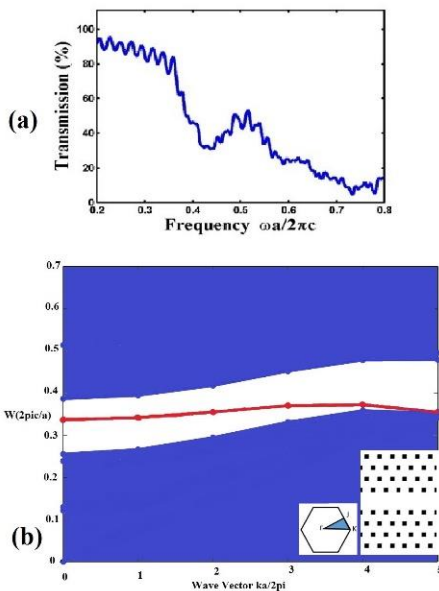 100
80
Transmission (%)
60
(a)
40
20
0
0.2 0.3 0.4 0.5 0.6 0.7 0.8
Frequency ωa/2πc
0.7
0.6
0.5
0.4
W(2pic/a)
0.3
0.2
0.1
J
Γ K
(b)
0
0 1 2 3 4 5
Wave Vector ka/2pi